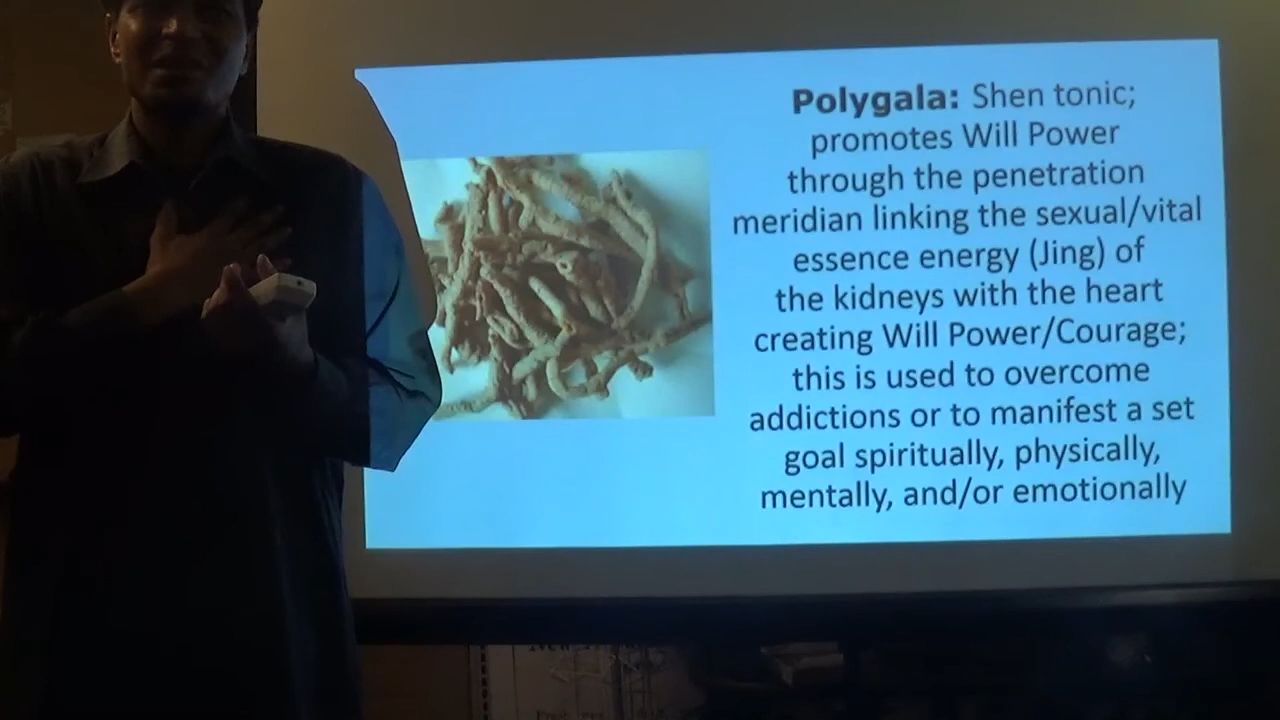 Polygala: Shen tonic;
promotes Will Power
through the penetration
meridian linking the sexual/vital
essence energy (Jing) of
the kidneys with the heart
creating Will Power/Courage;
this is used to overcome
addictions or to manifest a set
goal spiritually, physically,
mentally, and/or emotionally